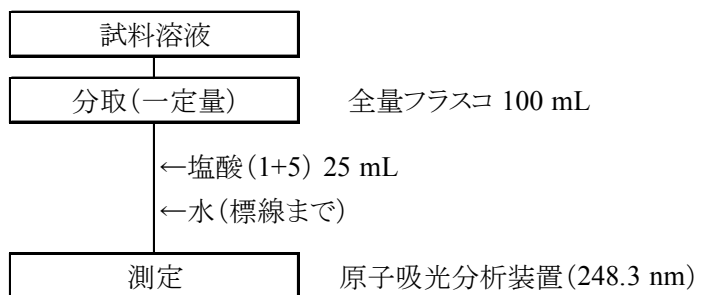 試料溶液
分取(一定量) 全量フラスコ 100 mL
←塩酸(1+5) 25 mL
←水(標線まで)
測定 原子吸光分析装置(248.3 nm)